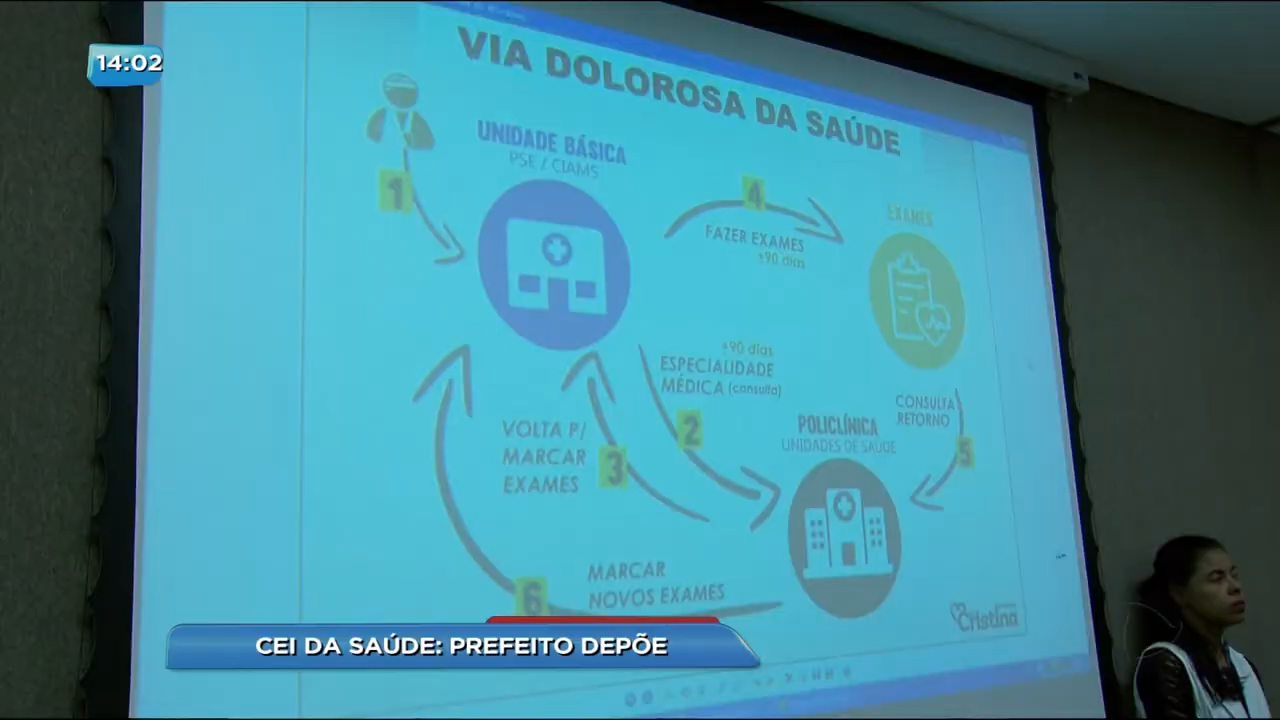 14:02
VIA DOLOROSA DA SAÚDE
UNIDADE BÁSICA
PSE / CIAMS
1
4
FAZER EXAMES
+90 dias
EXAMES
+90 dias
ESPECIALIDADE
MÉDICA (consulta)
2
VOLTA P/
MARCAR
EXAMES
3
CONSULTA
RETORNO
5
POLICLÍNICA
UNIDADES DE SAÚDE
MARCAR
NOVOS EXAMES
6
Cristina
CEI DA SAÚDE: PREFEITO DEPÕE